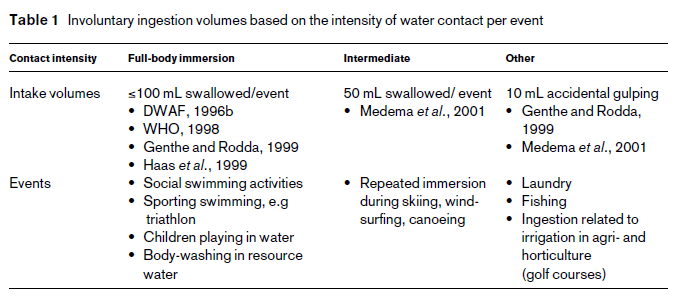 Table 1 Involuntary ingestion volumes based on the intensity of water contact per event
Contact intensity Full-body immersion Intermediate Other
Intake volumes ≤100 mL swallowed/event 50 mL swallowed/ event 10 mL accidental gulping
• DWAF, 1996b • Medema et al., 2001 • Genthe and Rodda,
• WHO, 1998 1999
• Genthe and Rodda, 1999 • Medema et al., 2001
• Haas et al., 1999
Events • Social swimming activities • Repeated immersion • Laundry
• Sporting swimming, e.g during skiing, wind- • Fishing
triathlon surfing, canoeing • Ingestion related to
• Children playing in water irrigation in agri- and
• Body-washing in resource horticulture
water (golf courses)